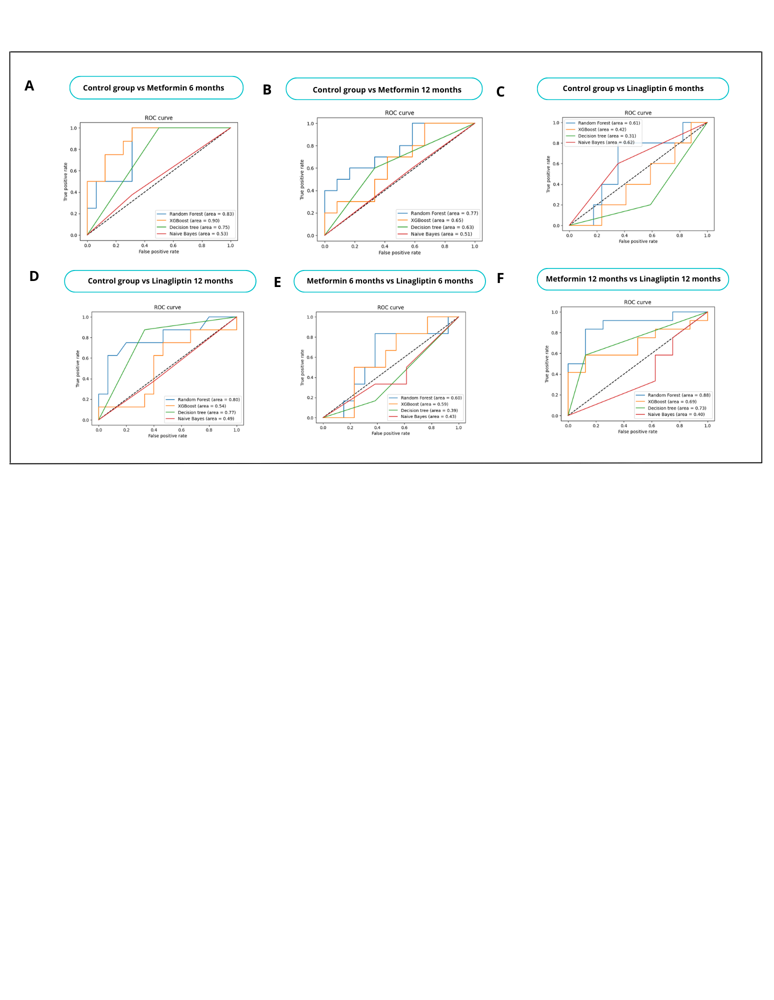 A
Control group vs Metformin 6 months
ROC curve
True positive rate
1.0
0.8
0.6
0.4
0.2
0.0
Random Forest (area = 0.83)
XGBoost (area = 0.90)
Decision tree (area = 0.75)
Naive Bayes (area = 0.53)
0.0 0.2 0.4 0.6 0.8 1.0
False positive rate
B
Control group vs Metformin 12 months
ROC curve
True positive rate
1.0
0.8
0.6
0.4
0.2
0.0
Random Forest (area = 0.77)
XGBoost (area = 0.65)
Decision tree (area = 0.63)
Naive Bayes (area = 0.51)
0.0 0.2 0.4 0.6 0.8 1.0
False positive rate
C
Control group vs Linagliptin 6 months
ROC curve
True positive rate
1.0
0.8
0.6
0.4
0.2
0.0
Random Forest (area = 0.61)
XGBoost (area = 0.42)
Decision tree (area = 0.31)
Naive Bayes (area = 0.62)
0.0 0.2 0.4 0.6 0.8 1.0
False positive rate
D
Control group vs Linagliptin 12 months
ROC curve
True positive rate
1.0
0.8
0.6
0.4
0.2
0.0
Random Forest (area = 0.80)
XGBoost (area = 0.54)
Decision tree (area = 0.77)
Naive Bayes (area = 0.49)
0.0 0.2 0.4 0.6 0.8 1.0
False positive rate
E
Metformin 6 months vs Linagliptin 6 months
ROC curve
True positive rate
1.0
0.8
0.6
0.4
0.2
0.0
Random Forest (area = 0.60)
XGBoost (area = 0.59)
Decision tree (area = 0.39)
Naive Bayes (area = 0.43)
0.0 0.2 0.4 0.6 0.8 1.0
False positive rate
F
Metformin 12 months vs Linagliptin 12 months
ROC curve
True positive rate
1.0
0.8
0.6
0.4
0.2
0.0
Random Forest (area = 0.88)
XGBoost (area = 0.69)
Decision tree (area = 0.73)
Naive Bayes (area = 0.40)
0.0 0.2 0.4 0.6 0.8 1.0
False positive rate